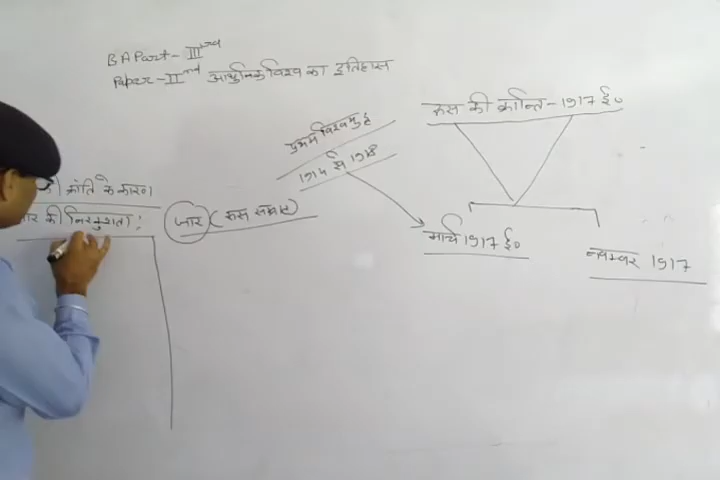 B A Part - III
Paper - II nd आधुनिक विश्व का इतिहास
रूस की क्रान्ति - 1917 ई०
प्रथम विश्वयुद्ध
1914 से 1918
मार्च 1917 ई०
नवम्बर 1917
क्रांति के कारण
की निरंकुशता :
जार (रूस सम्राट)